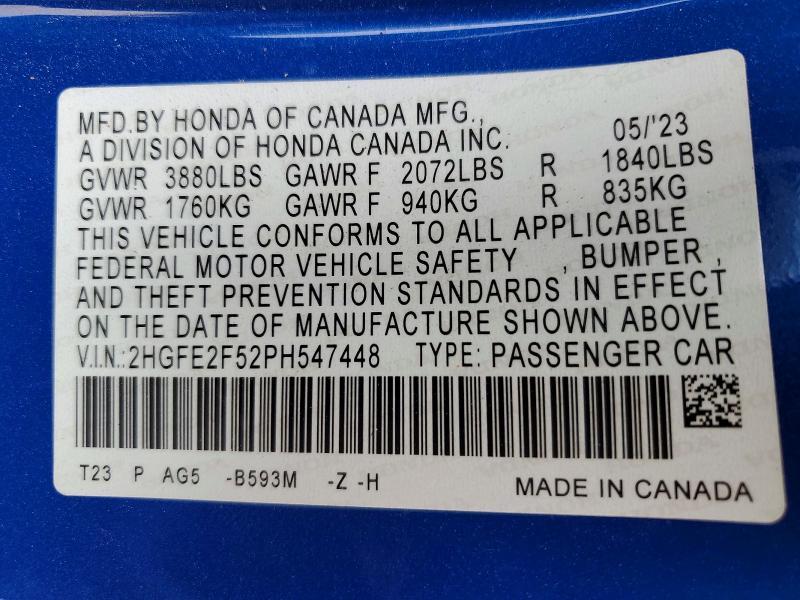 MFD.BY HONDA OF CANADA MFG.,
A DIVISION OF HONDA CANADA INC. 05/'23
GVWR 3880LBS GAWR F 2072LBS R 1840LBS
GVWR 1760KG GAWR F 940KG R 835KG
THIS VEHICLE CONFORMS TO ALL APPLICABLE
FEDERAL MOTOR VEHICLE SAFETY , BUMPER ,
AND THEFT PREVENTION STANDARDS IN EFFECT
ON THE DATE OF MANUFACTURE SHOWN ABOVE.
V.I.N.:2HGFE2F52PH547448 TYPE: PASSENGER CAR
T23 P AG5 -B593M -Z -H MADE IN CANADA